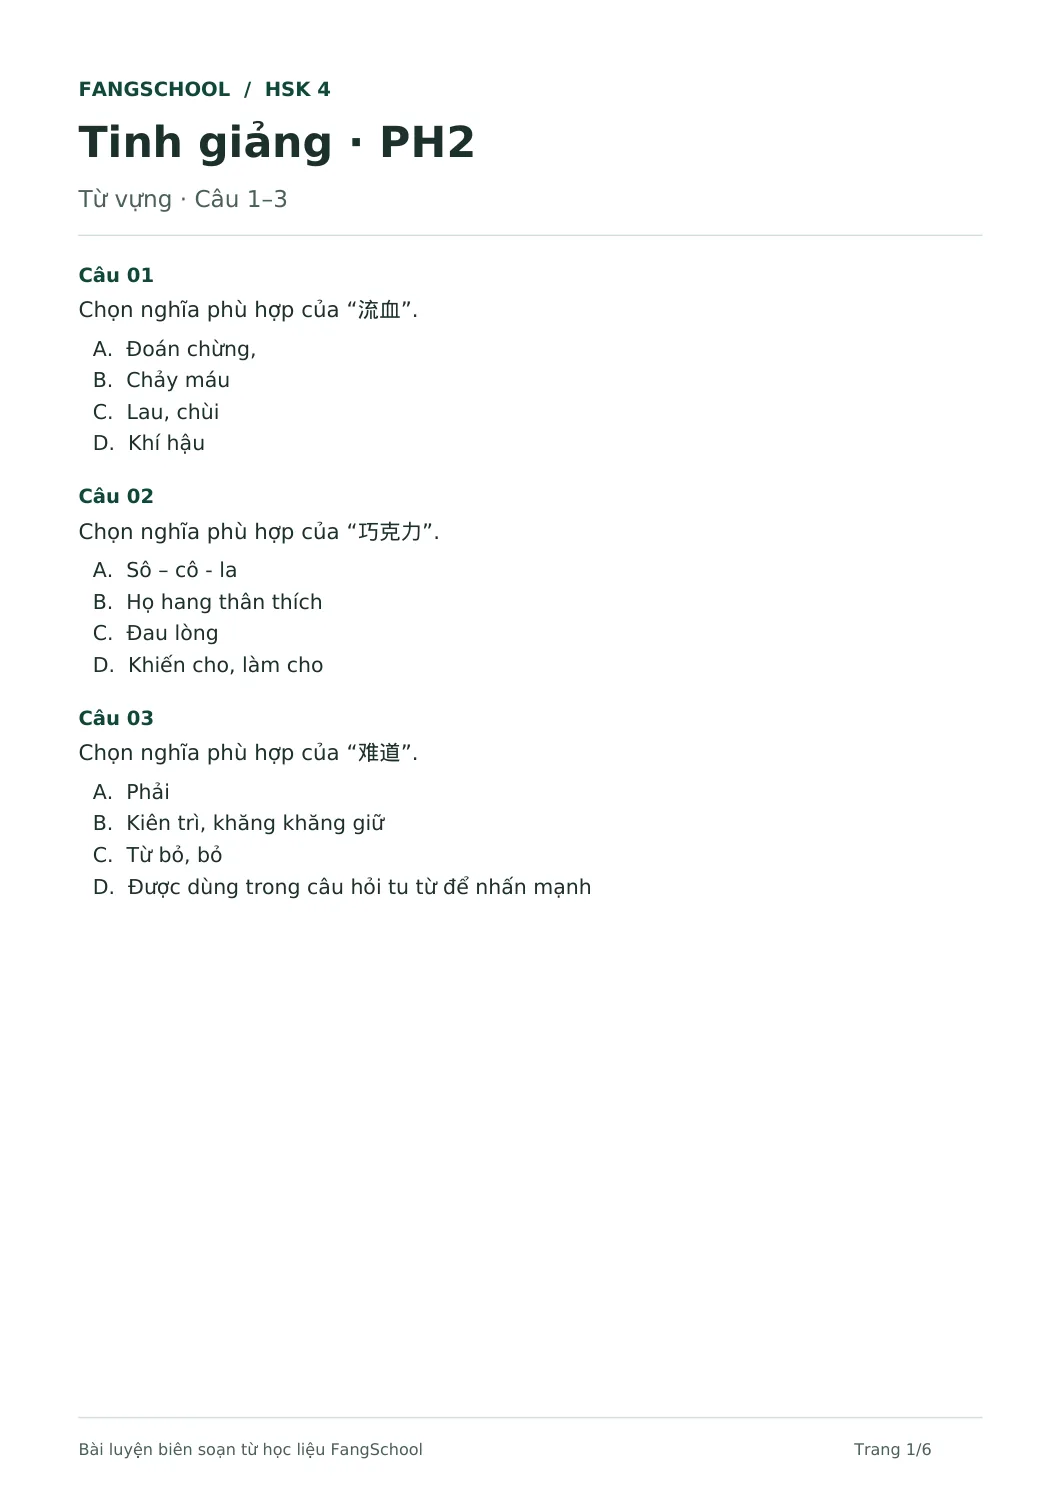 FANGSCHOOL / HSK 4
Tinh giảng · PH2
Từ vựng · Câu 1–3
Câu 01
Chọn nghĩa phù hợp của “流血”.
A. Đoán chừng,
B. Chảy máu
C. Lau, chùi
D. Khí hậu
Câu 02
Chọn nghĩa phù hợp của “巧克力”.
A. Sô – cô - la
B. Họ hang thân thích
C. Đau lòng
D. Khiến cho, làm cho
Câu 03
Chọn nghĩa phù hợp của “难道”.
A. Phải
B. Kiên trì, khăng khăng giữ
C. Từ bỏ, bỏ
D. Được dùng trong câu hỏi tu từ để nhấn mạnh
Bài luyện biên soạn từ học liệu FangSchool
Trang 1/6